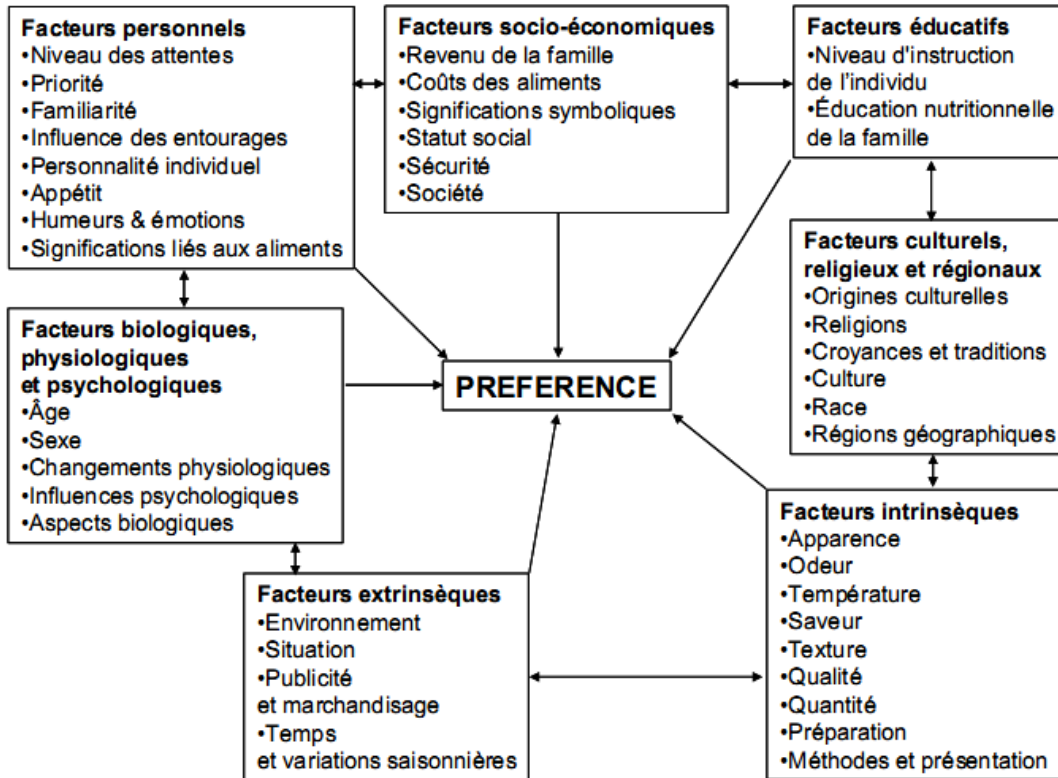 Facteurs personnels
•Niveau des attentes
•Priorité
•Familiarité
•Influence des entourages
•Personnalité individuel
•Appétit
•Humeurs & émotions
•Significations liés aux aliments
Facteurs socio-économiques
•Revenu de la famille
•Coûts des aliments
•Significations symboliques
•Statut social
•Sécurité
•Société
Facteurs éducatifs
•Niveau d'instruction
de l'individu
•Éducation nutritionnelle
de la famille
Facteurs biologiques,
physiologiques
et psychologiques
•Âge
•Sexe
•Changements physiologiques
•Influences psychologiques
•Aspects biologiques
PREFERENCE
Facteurs culturels,
religieux et régionaux
•Origines culturelles
•Religions
•Croyances et traditions
•Culture
•Race
•Régions géographiques
Facteurs extrinsèques
•Environnement
•Situation
•Publicité
et marchandisage
•Temps
et variations saisonnières
Facteurs intrinsèques
•Apparence
•Odeur
•Température
•Saveur
•Texture
•Qualité
•Quantité
•Préparation
•Méthodes et présentation